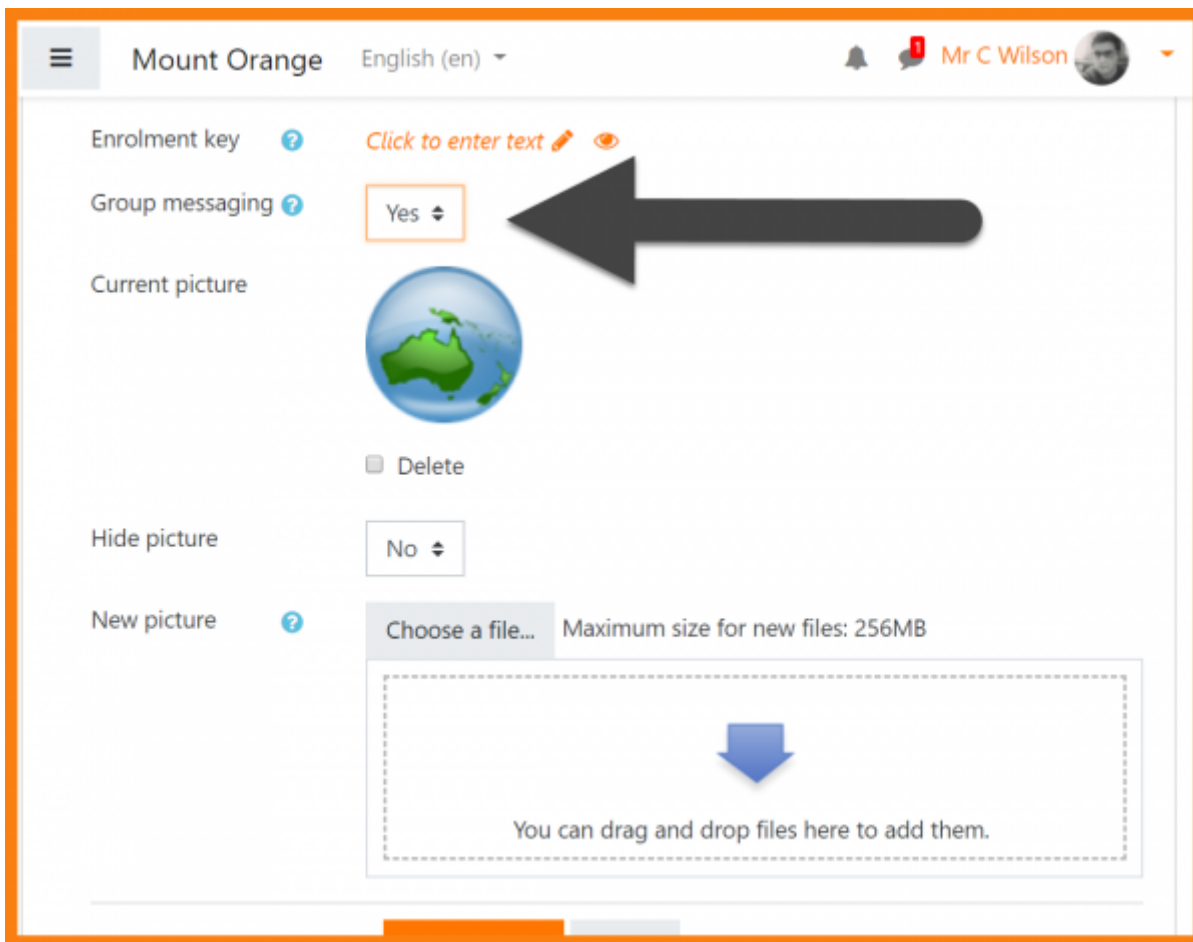 Mount Orange English (en) 1 Mr C Wilson
Enrolment key Click to enter text
Group messaging Yes
Current picture
Delete
Hide picture No
New picture Choose a file... Maximum size for new files: 256MB
You can drag and drop files here to add them.